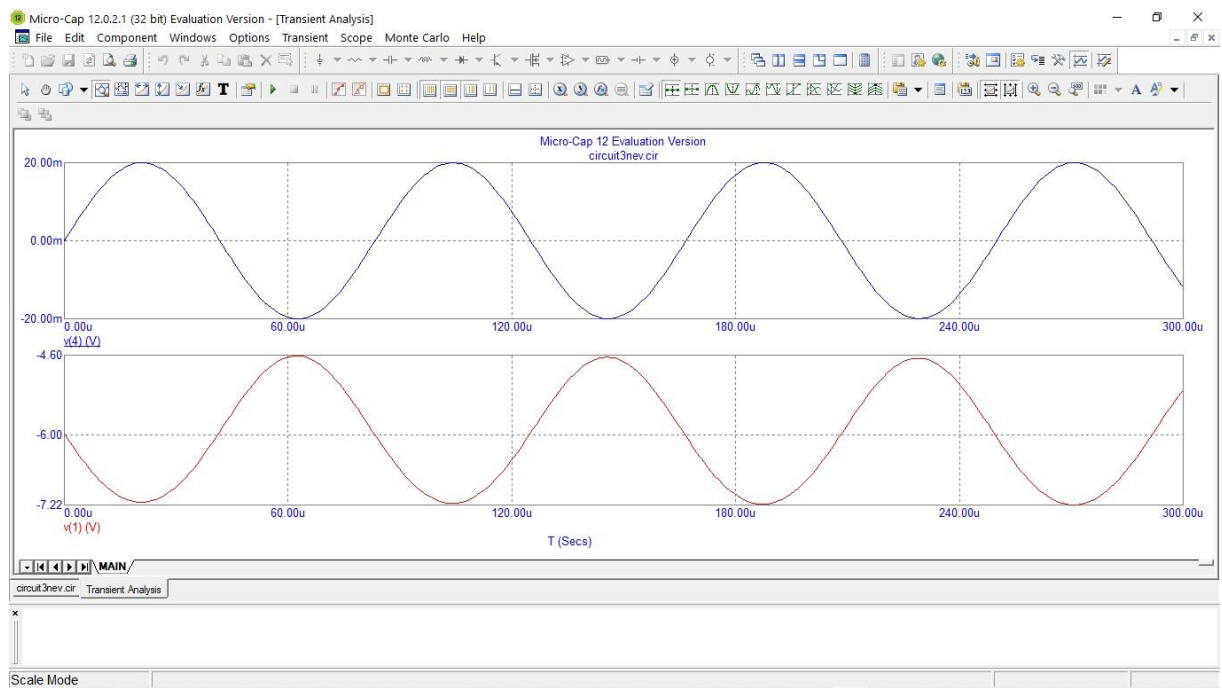 Micro-Cap 12.0.2.1 (32 bit) Evaluation Version - [Transient Analysis]
File Edit Component Windows Options Transient Scope Monte Carlo Help
Micro-Cap 12 Evaluation Version
circuit3nev.cir
20.00m
0.00m
-20.00m
0.00u 60.00u 120.00u 180.00u 240.00u 300.00u
v(4) (V)
-4.60
-6.00
-7.22
0.00u 60.00u 120.00u 180.00u 240.00u 300.00u
v(1) (V)
T (Secs)
MAIN
circuit3nev.cir Transient Analysis
Scale Mode